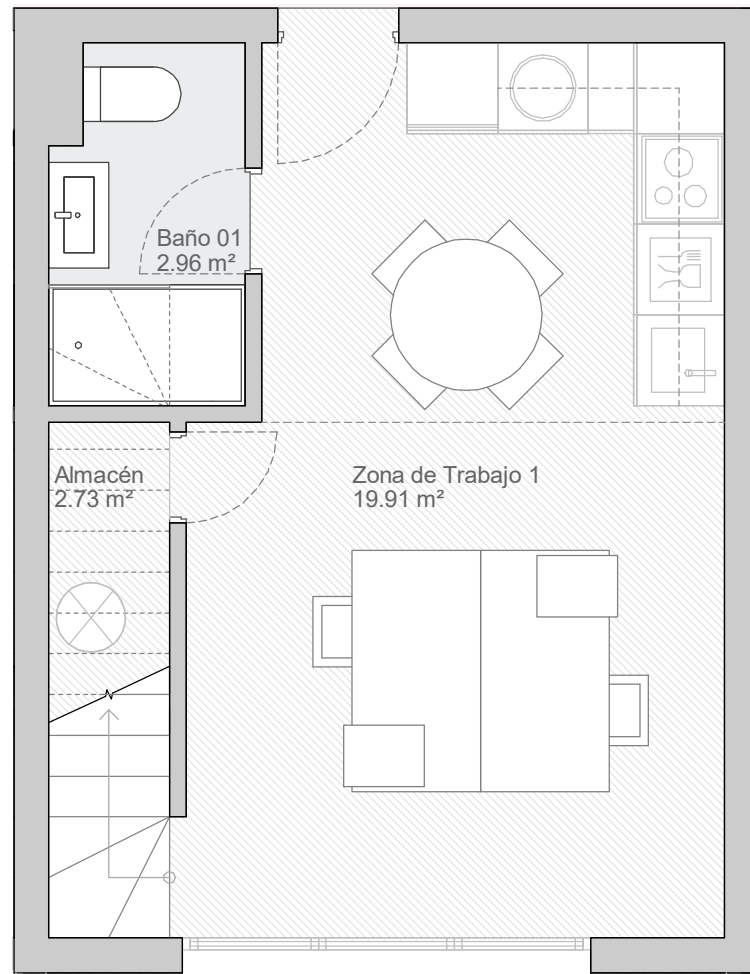 Baño 01
2.96 m²
Almacén
2.73 m²
Zona de Trabajo 1
19.91 m²